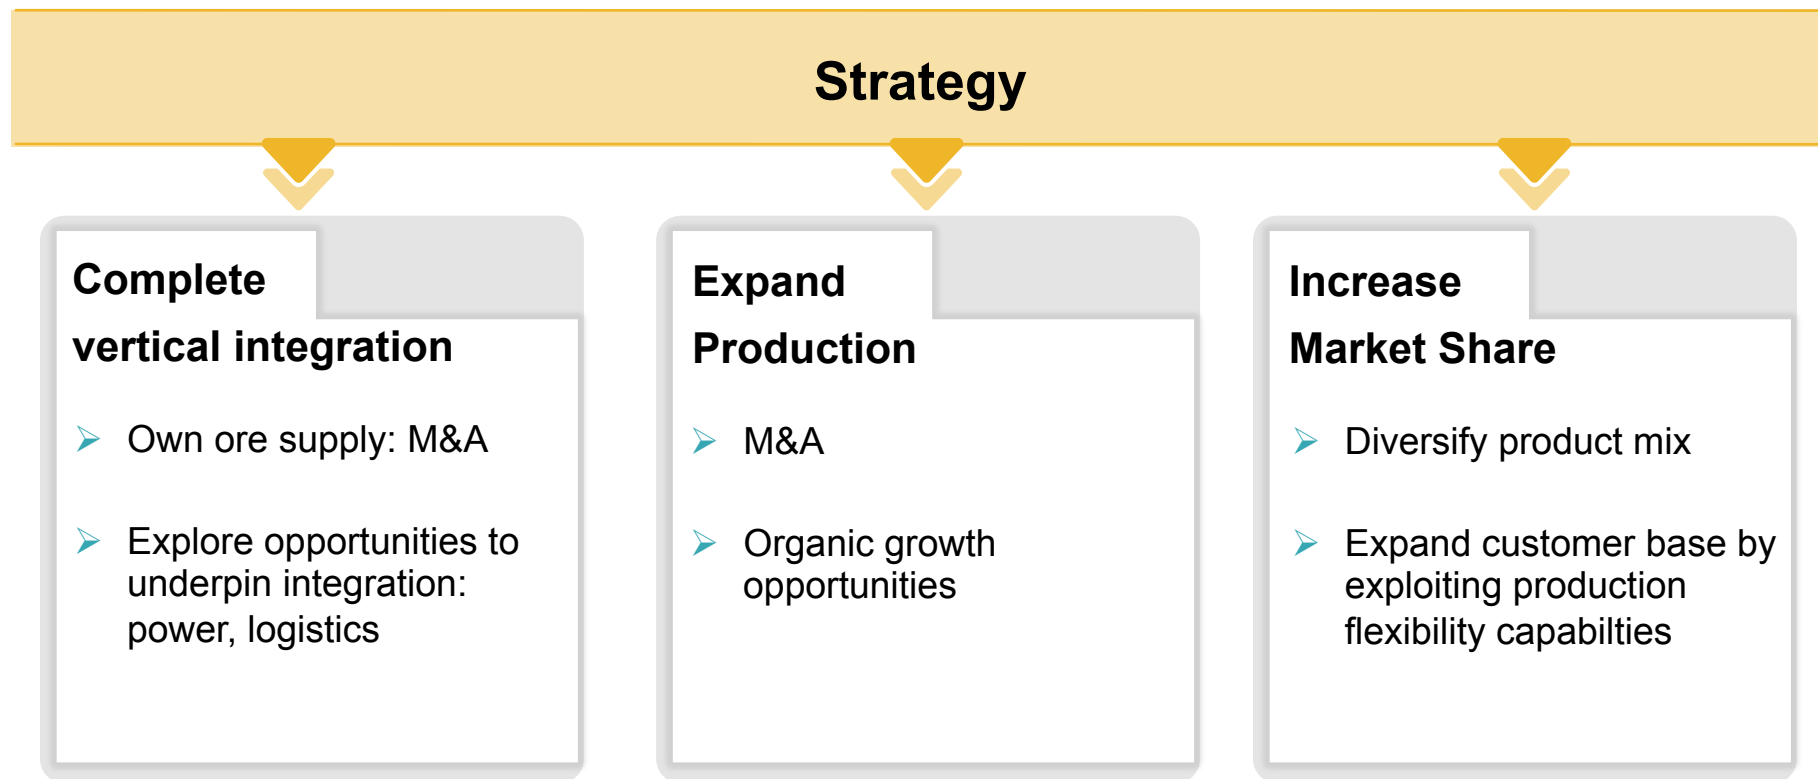 Strategy
Complete
vertical integration
Own ore supply: M&A
Explore opportunities to
underpin integration:
power, logistics
Expand
Production
M&A
Organic growth
opportunities
Increase
Market Share
Diversify product mix
Expand customer base by
exploiting production
flexibility capabilties